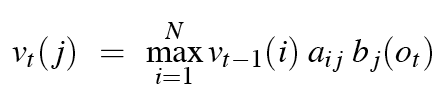 v_t(j) = \max_{i=1}^{N} v_{t-1}(i) a_{ij} b_j(o_t)